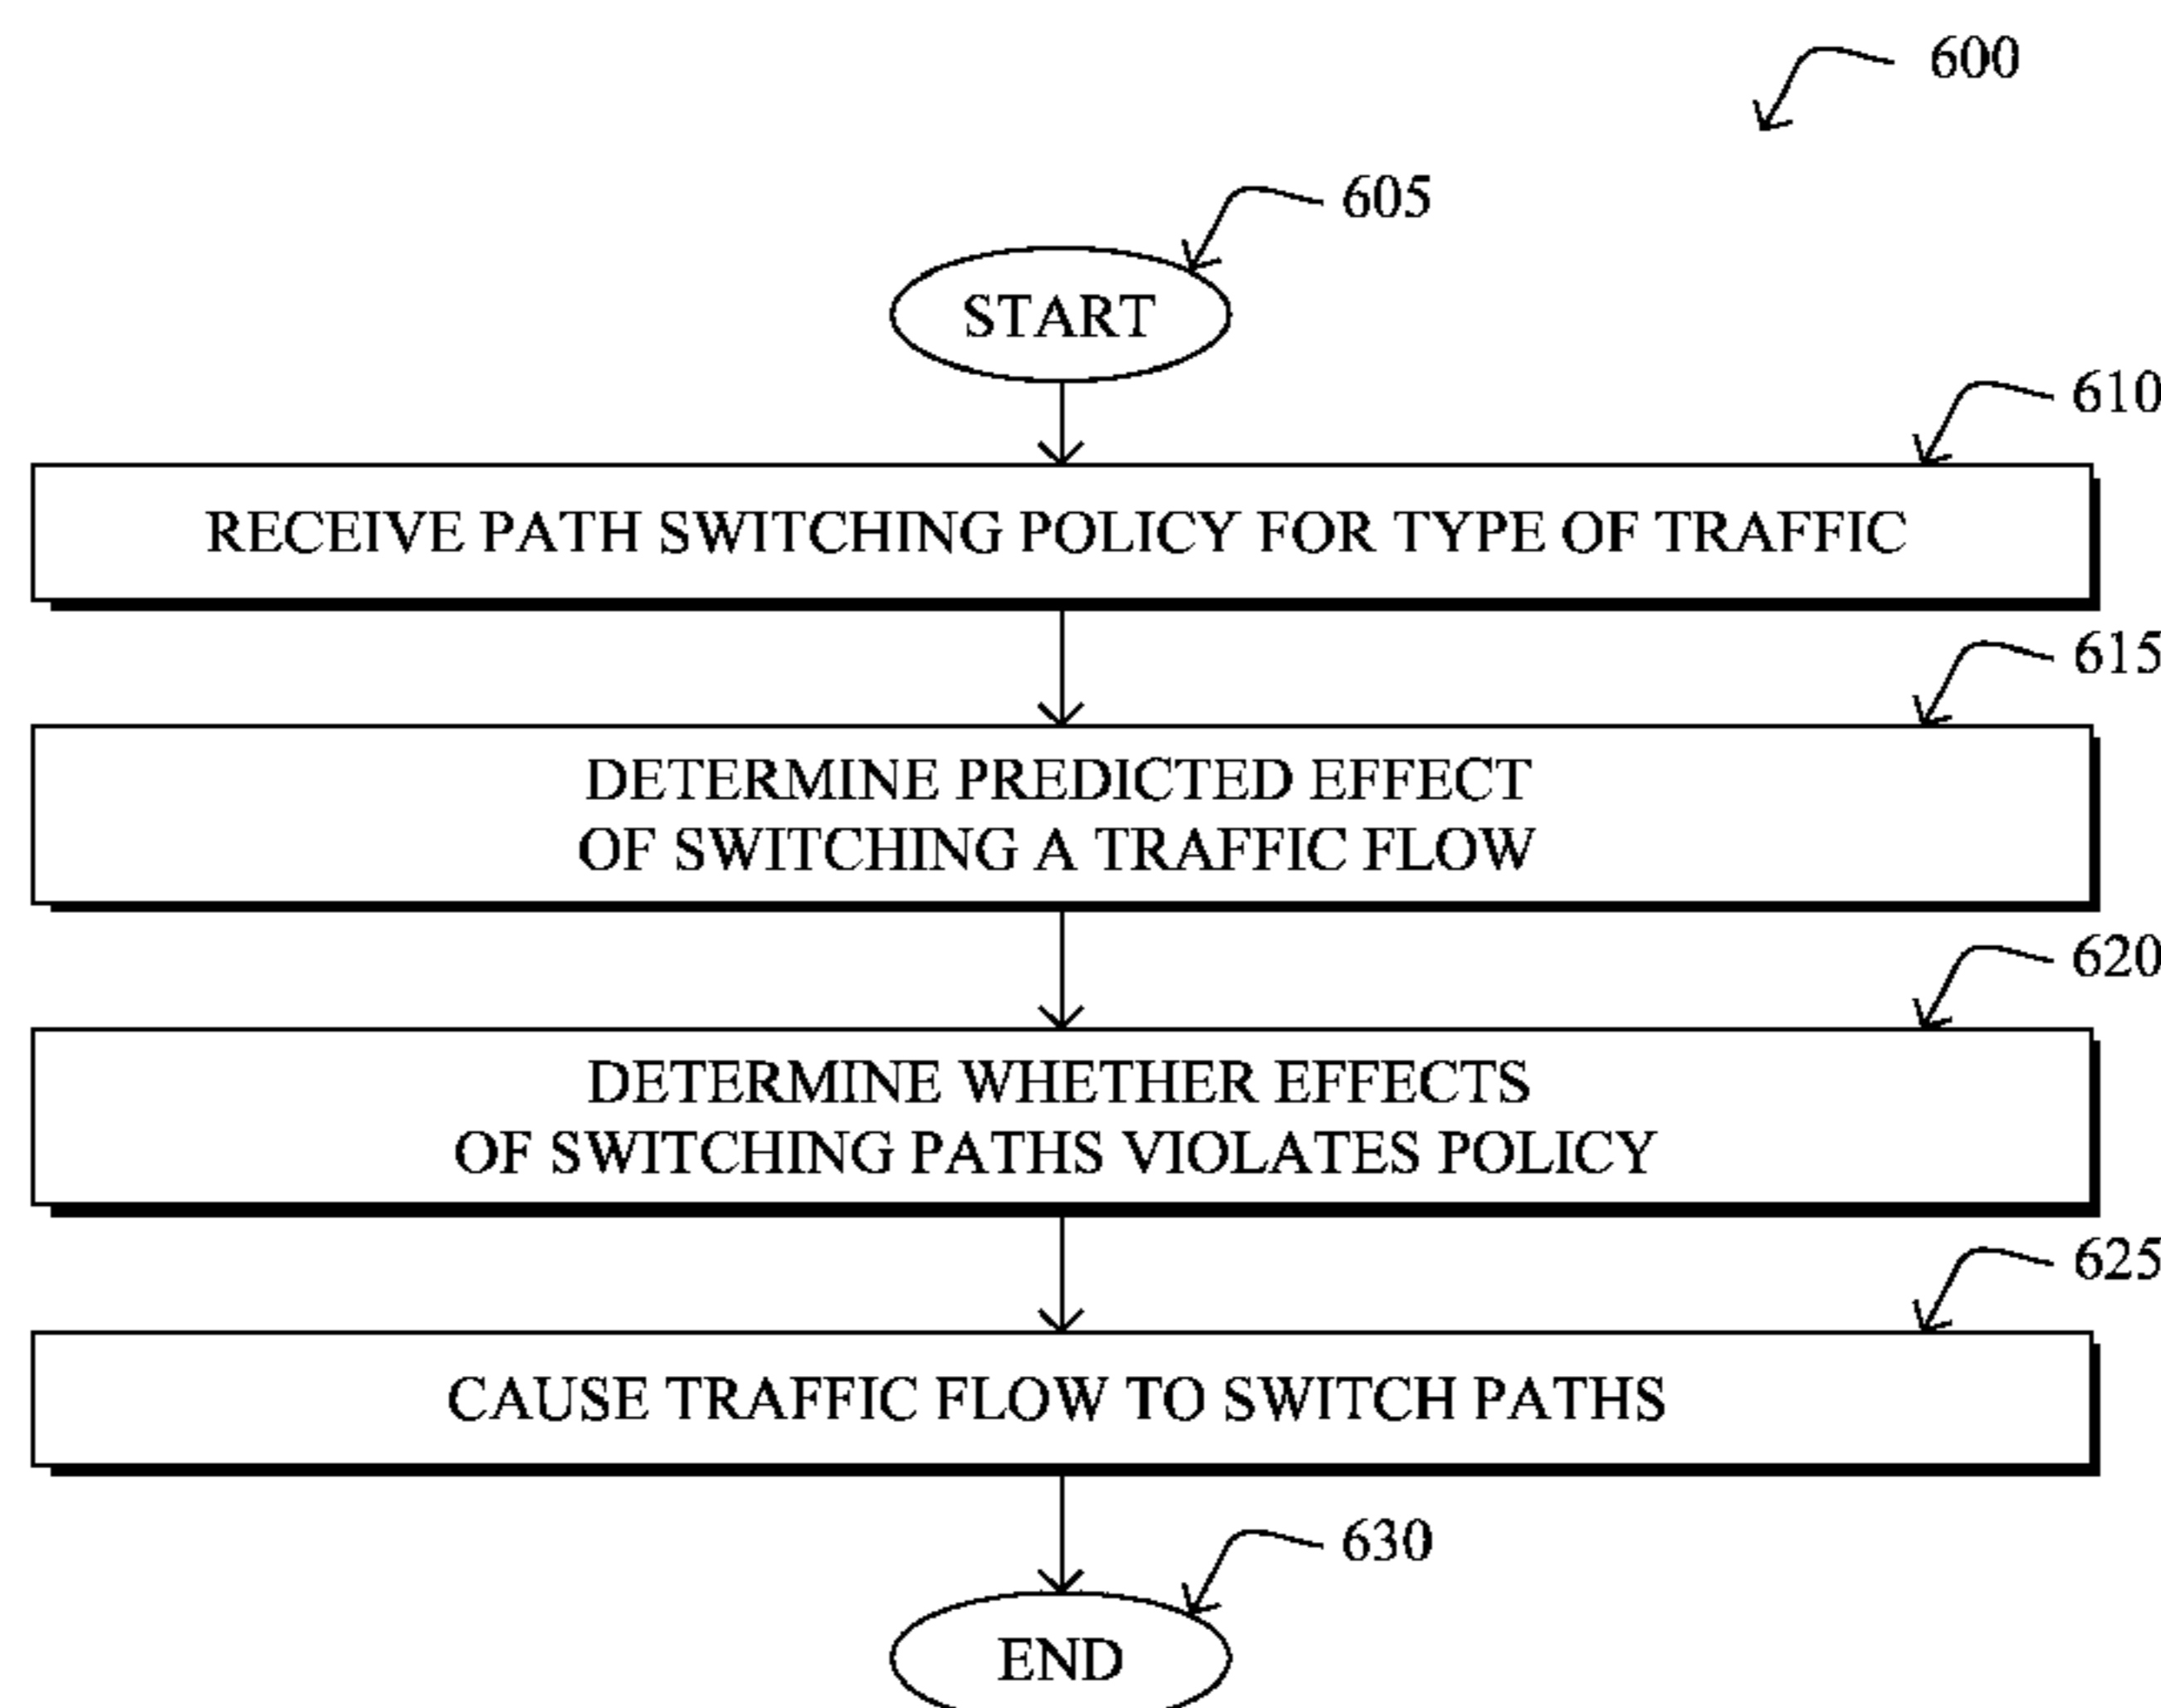 600
605
START
610
RECEIVE PATH SWITCHING POLICY FOR TYPE OF TRAFFIC
615
DETERMINE PREDICTED EFFECT
OF SWITCHING A TRAFFIC FLOW
620
DETERMINE WHETHER EFFECTS
OF SWITCHING PATHS VIOLATES POLICY
625
CAUSE TRAFFIC FLOW TO SWITCH PATHS
630
END